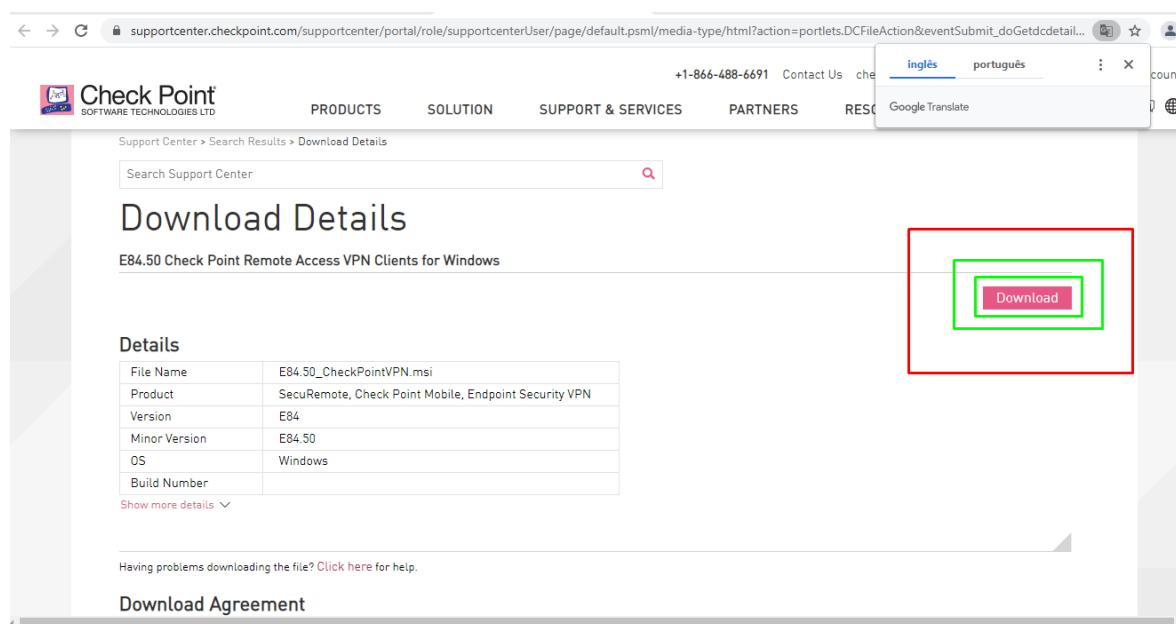 supportcenter.checkpoint.com/supportcenter/portal/role/supportcenterUser/page/default.psml/media-type/html?action=portlets.DCFileAction&eventSubmit_doGetdcdetail...
inglês português
Google Translate
+1-866-488-6691 Contact Us
Check Point
SOFTWARE TECHNOLOGIES LTD
PRODUCTS SOLUTION SUPPORT & SERVICES PARTNERS
Support Center > Search Results > Download Details
Search Support Center
Download Details
E84.50 Check Point Remote Access VPN Clients for Windows
Download
Details
File Name E84.50_CheckPointVPN.msi
Product SecuRemote, Check Point Mobile, Endpoint Security VPN
Version E84
Minor Version E84.50
OS Windows
Build Number
Show more details
Having problems downloading the file? Click here for help.
Download Agreement